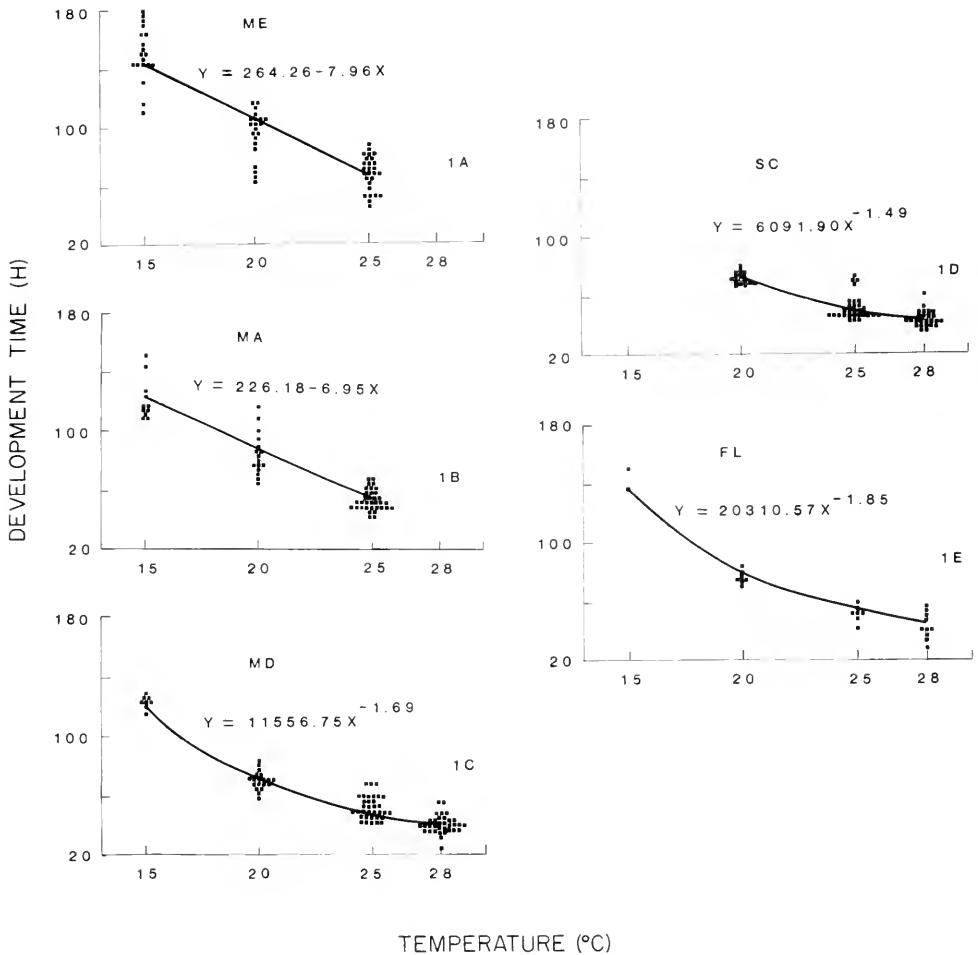 DEVELOPMENT TIME (H)
180
ME
Y = 264.26-7.96X
100
1A
20
15 20 25 28
180
MA
Y = 226.18-6.95X
100
1B
20
15 20 25 28
180
MD
Y = 11556.75X^-1.69
100
1C
20
15 20 25 28
180
SC
Y = 6091.90X^-1.49
100
1D
20
15 20 25 28
180
FL
Y = 20310.57X^-1.85
100
1E
20
15 20 25 28
TEMPERATURE (°C)